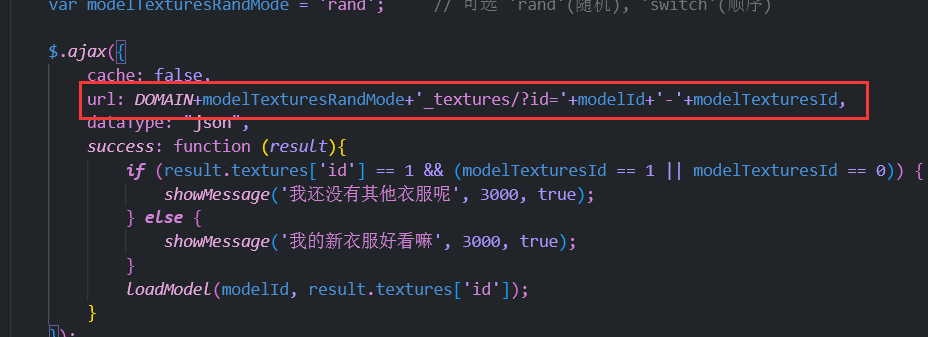 var modelTexturesRandMode = 'rand';     // 可选 'rand'(随机), 'switch'(顺序)
$.ajax({
cache: false,
url: DOMAIN+modelTexturesRandMode+'_textures/?id='+modelId+'-'+modelTexturesId,
dataType: "json",
success: function (result){
if (result.textures['id'] == 1 && (modelTexturesId == 1 || modelTexturesId == 0)) {
showMessage('我还没有其他衣服呢', 3000, true);
} else {
showMessage('我的新衣服好看嘛', 3000, true);
}
loadModel(modelId, result.textures['id']);
}
});